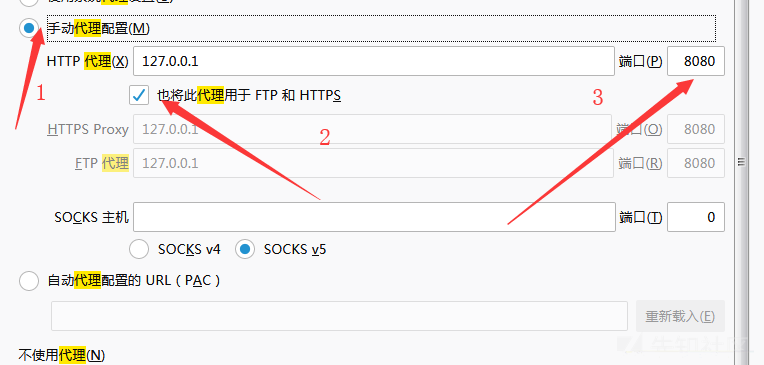 手动代理配置(M)
HTTP 代理(X) 127.0.0.1 端口(P) 8080
1
3
也将此代理用于 FTP 和 HTTPS
2
HTTPS Proxy 127.0.0.1 端口(O) 8080
FTP 代理 127.0.0.1 端口(R) 8080
SOCKS 主机 端口(T) 0
SOCKS v4 SOCKS v5
自动代理配置的 URL（PAC）
重新载入(E)
不使用代理(N)